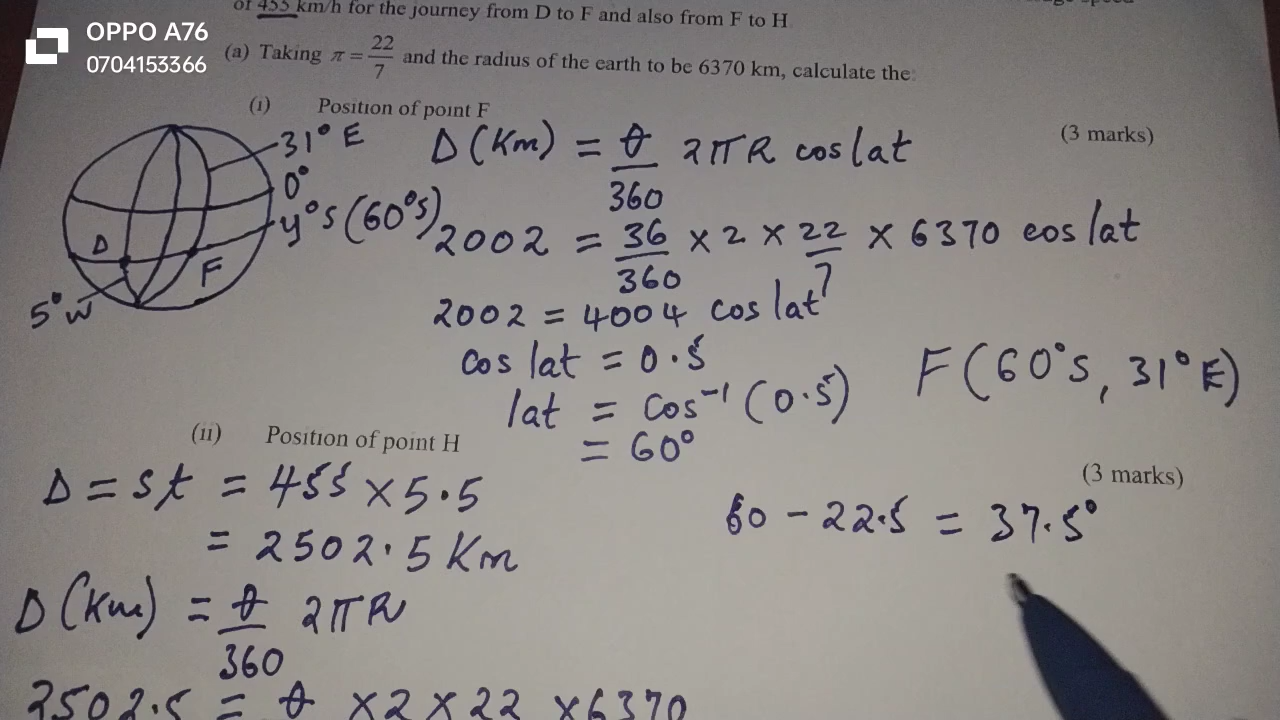 of 455 km/h for the journey from D to F and also from F to H
OPPO A76
0704153366
(a) Taking π = 22/7 and the radius of the earth to be 6370 km, calculate the:
(i) Position of point F
(3 marks)
31° E
0°
y°s (60°s)
D
F
5°W
D(Km) = θ/360 2πR cos lat
2002 = 36/360 × 2 × 22/7 × 6370 cos lat
2002 = 4004 cos lat
cos lat = 0.5
lat = cos⁻¹ (0.5)
= 60°
F(60°s, 31°E)
(ii) Position of point H
(3 marks)
D = st = 455 × 5.5
= 2502.5 Km
60 - 22.5 = 37.5°
D(Km) = θ/360 2πR
2502.5 = θ × 2 × 22 × 6370